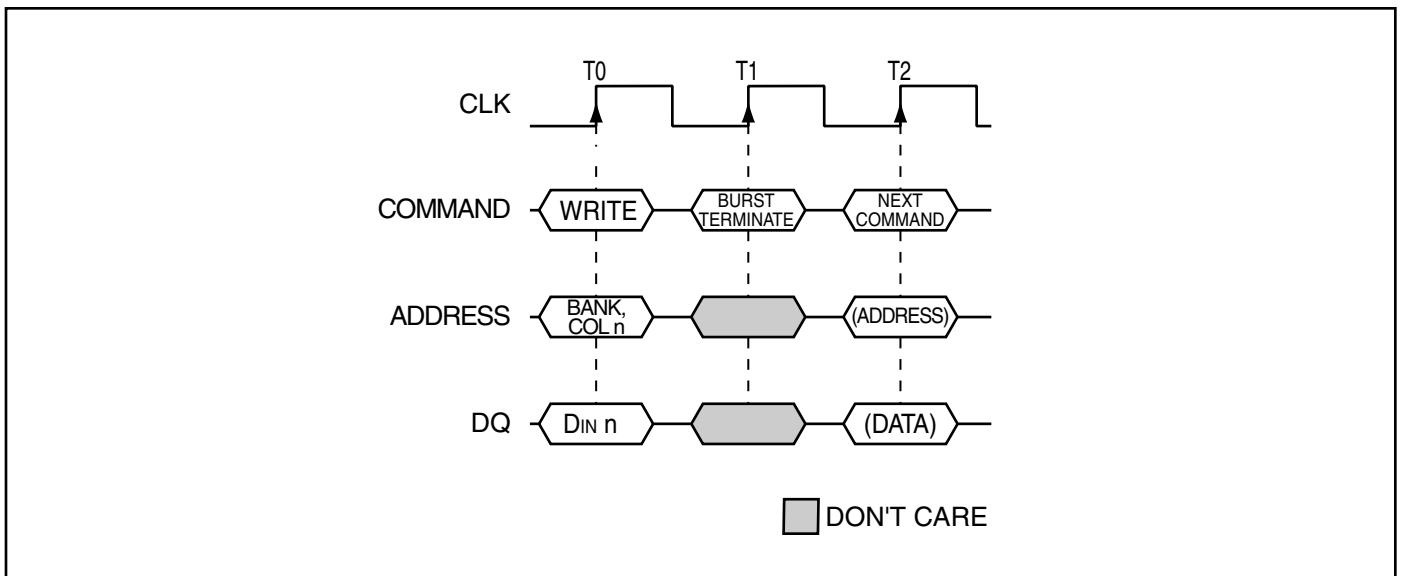 T0 T1 T2
CLK
COMMAND WRITE BURST TERMINATE NEXT COMMAND
ADDRESS BANK, COL n (ADDRESS)
DQ DIN n (DATA)
DON'T CARE